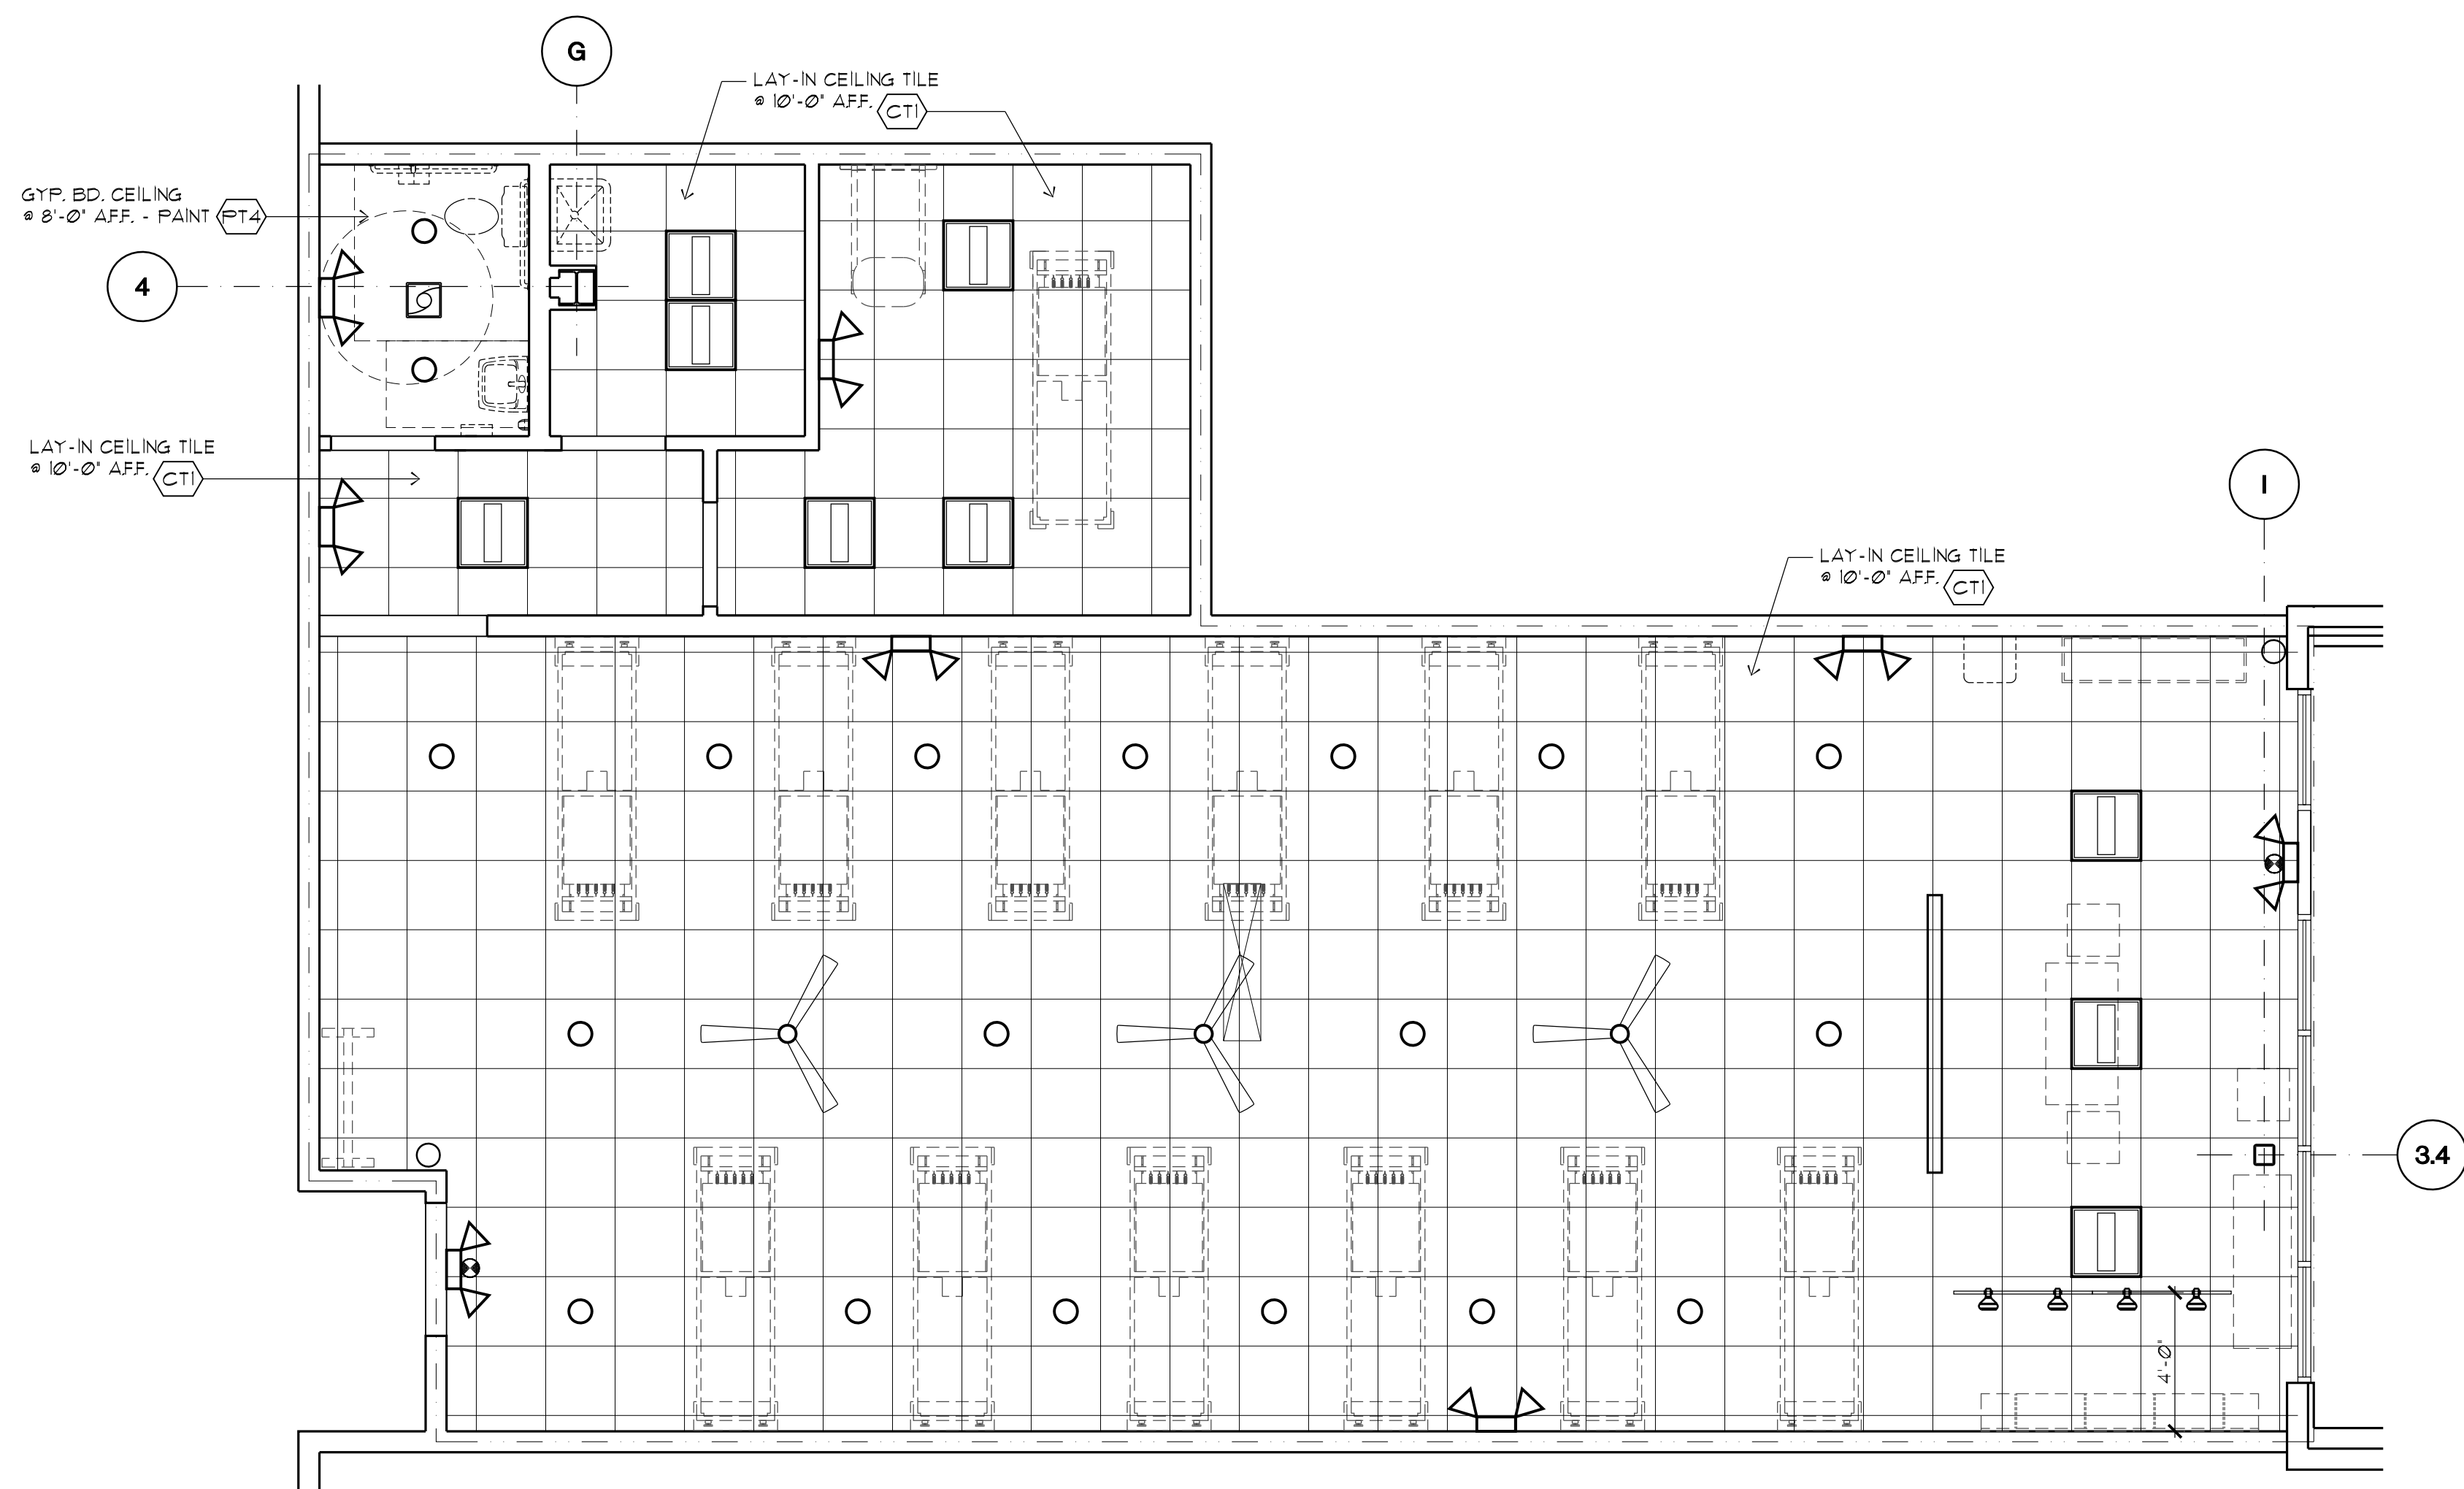 G
LAY-IN CEILING TILE
@ 10'-0" A.F.F. CT1
GYP. BD. CEILING
@ 8'-0" A.F.F. - PAINT PT4
4
LAY-IN CEILING TILE
@ 10'-0" A.F.F. CT1
I
LAY-IN CEILING TILE
@ 10'-0" A.F.F. CT1
3.4
4'-0"